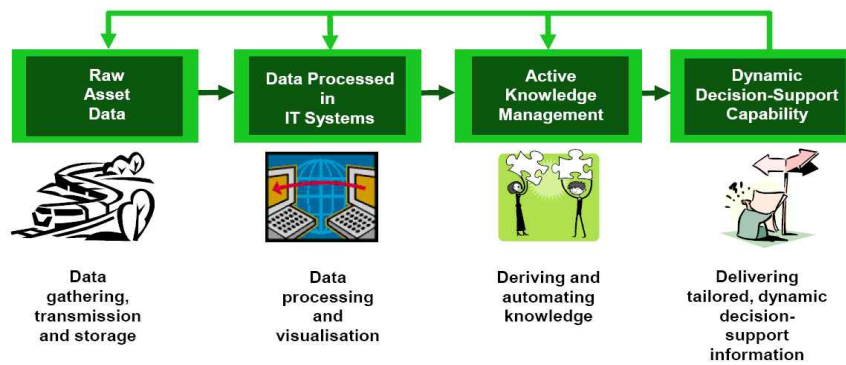 Raw
Asset
Data
Data Processed
in
IT Systems
Active
Knowledge
Management
Dynamic
Decision-Support
Capability
Data
gathering,
transmission
and storage
Data
processing
and
visualisation
Deriving and
automating
knowledge
Delivering
tailored, dynamic
decision-
support
information